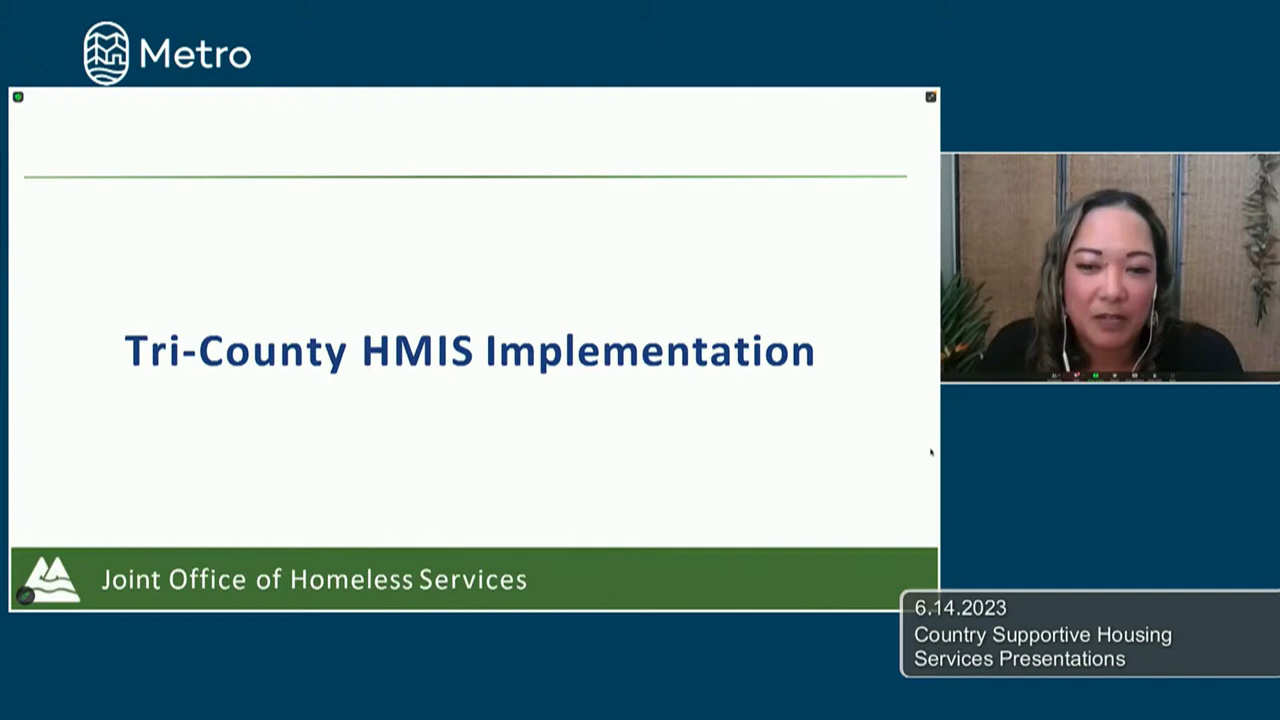 Metro
Tri-County HMIS Implementation
Joint Office of Homeless Services
6.14.2023
Country Supportive Housing
Services Presentations